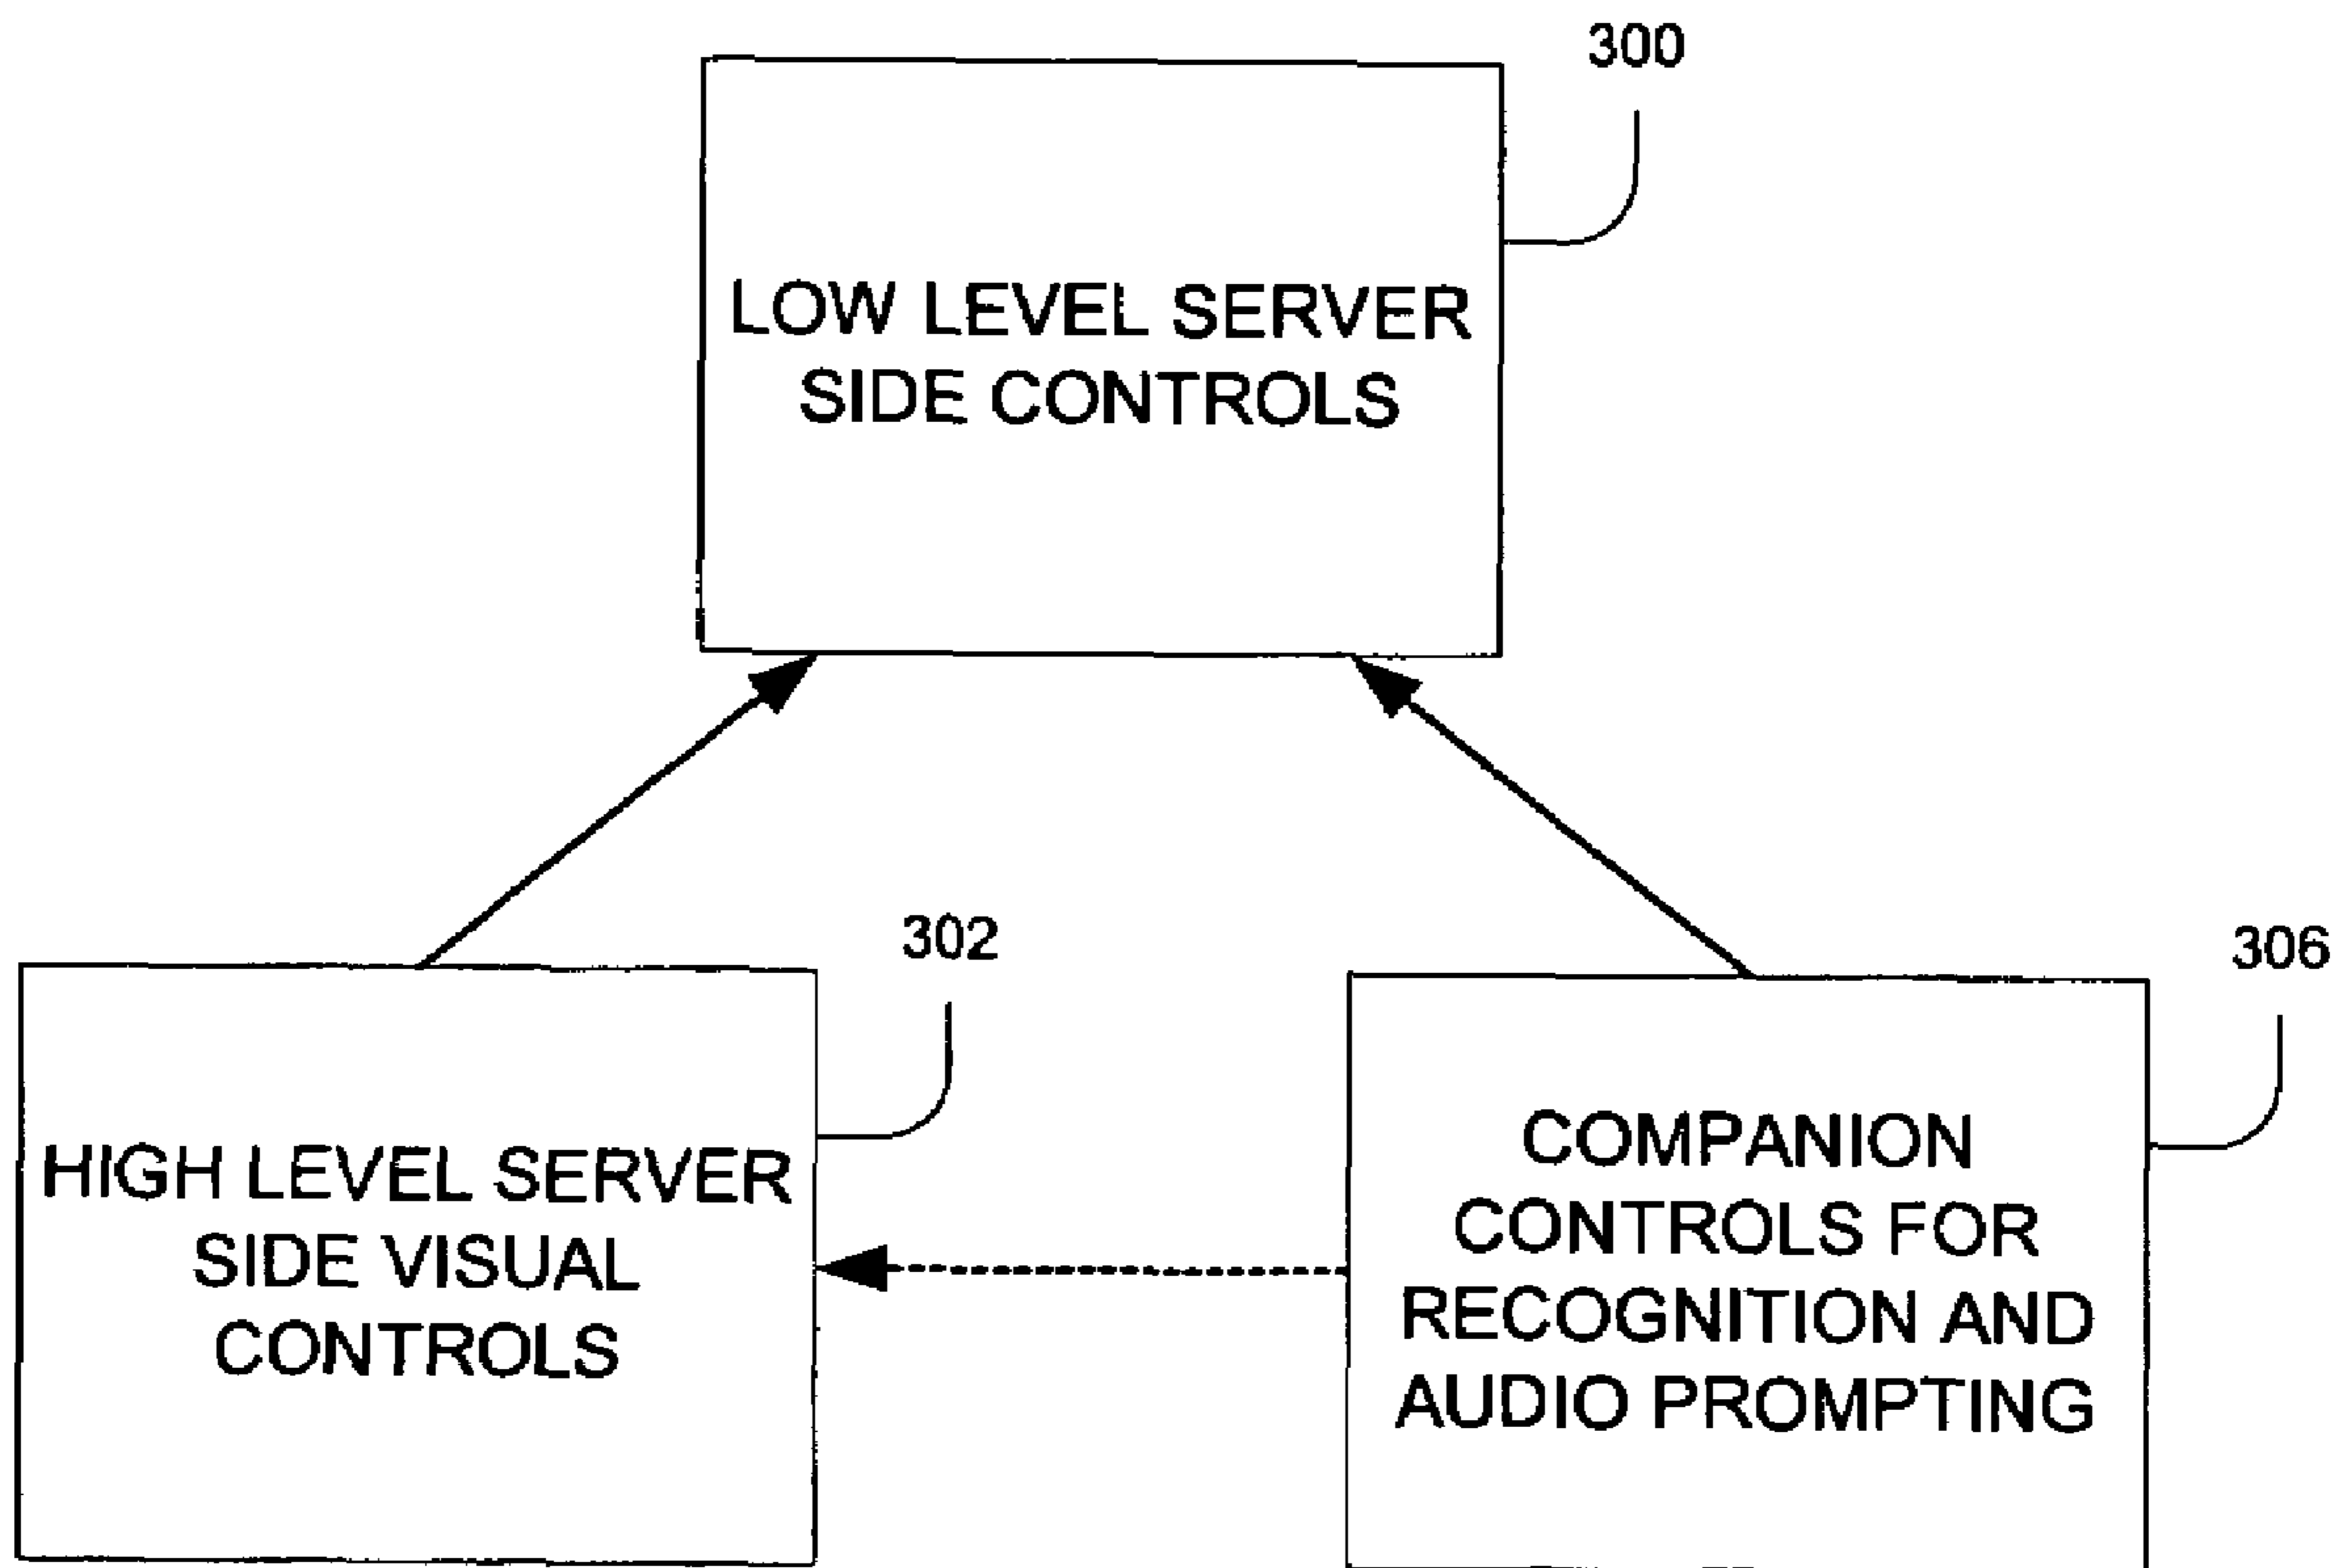 300
LOW LEVEL SERVER
SIDE CONTROLS
302
306
HIGH LEVEL SERVER
SIDE VISUAL
CONTROLS
COMPANION
CONTROLS FOR
RECOGNITION AND
AUDIO PROMPTING